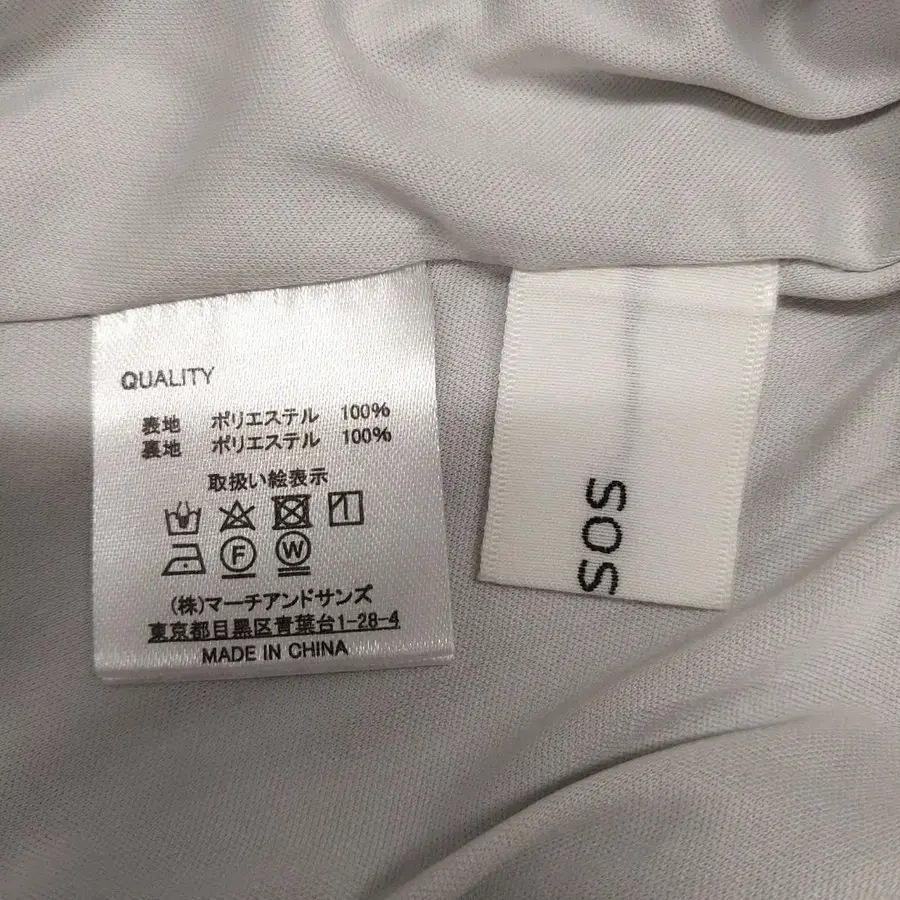 QUALITY
表地 ポリエステル 100%
裏地 ポリエステル 100%
取扱い絵表示
F W
(株)マーチアンドサンズ
東京都目黒区青葉台1-28-4
MADE IN CHINA
SOS